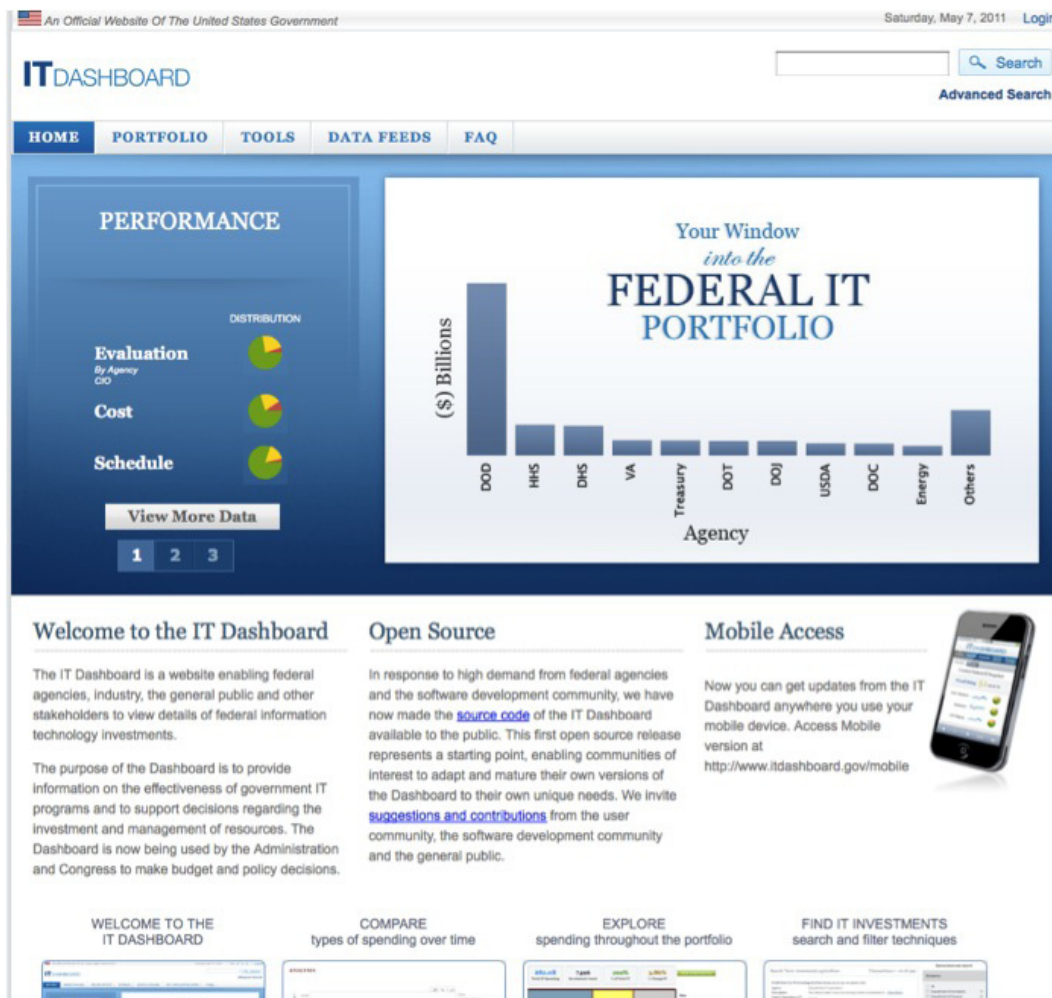 An Official Website Of The United States Government
Saturday, May 7, 2011 Login
IT DASHBOARD
Search
Advanced Search
HOME PORTFOLIO TOOLS DATA FEEDS FAQ
PERFORMANCE
DISTRIBUTION
Evaluation
By Agency
CIO
Cost
Schedule
View More Data
1 2 3
Your Window
into the
FEDERAL IT
PORTFOLIO
($) Billions
DOD HHS DHS VA Treasury DOT DOJ USDA DOC Energy Others
Agency
Welcome to the IT Dashboard
The IT Dashboard is a website enabling federal
agencies, industry, the general public and other
stakeholders to view details of federal information
technology investments.
The purpose of the Dashboard is to provide
information on the effectiveness of government IT
programs and to support decisions regarding the
investment and management of resources. The
Dashboard is now being used by the Administration
and Congress to make budget and policy decisions.
Open Source
In response to high demand from federal agencies
and the software development community, we have
now made the source code of the IT Dashboard
available to the public. This first open source release
represents a starting point, enabling communities of
interest to adapt and mature their own versions of
the Dashboard to their own unique needs. We invite
suggestions and contributions from the user
community, the software development community
and the general public.
Mobile Access
Now you can get updates from the IT
Dashboard anywhere you use your
mobile device. Access Mobile
version at
http://www.itdashboard.gov/mobile
IT DASHBOARD
WELCOME TO THE
IT DASHBOARD
COMPARE
types of spending over time
EXPLORE
spending throughout the portfolio
FIND IT INVESTMENTS
search and filter techniques